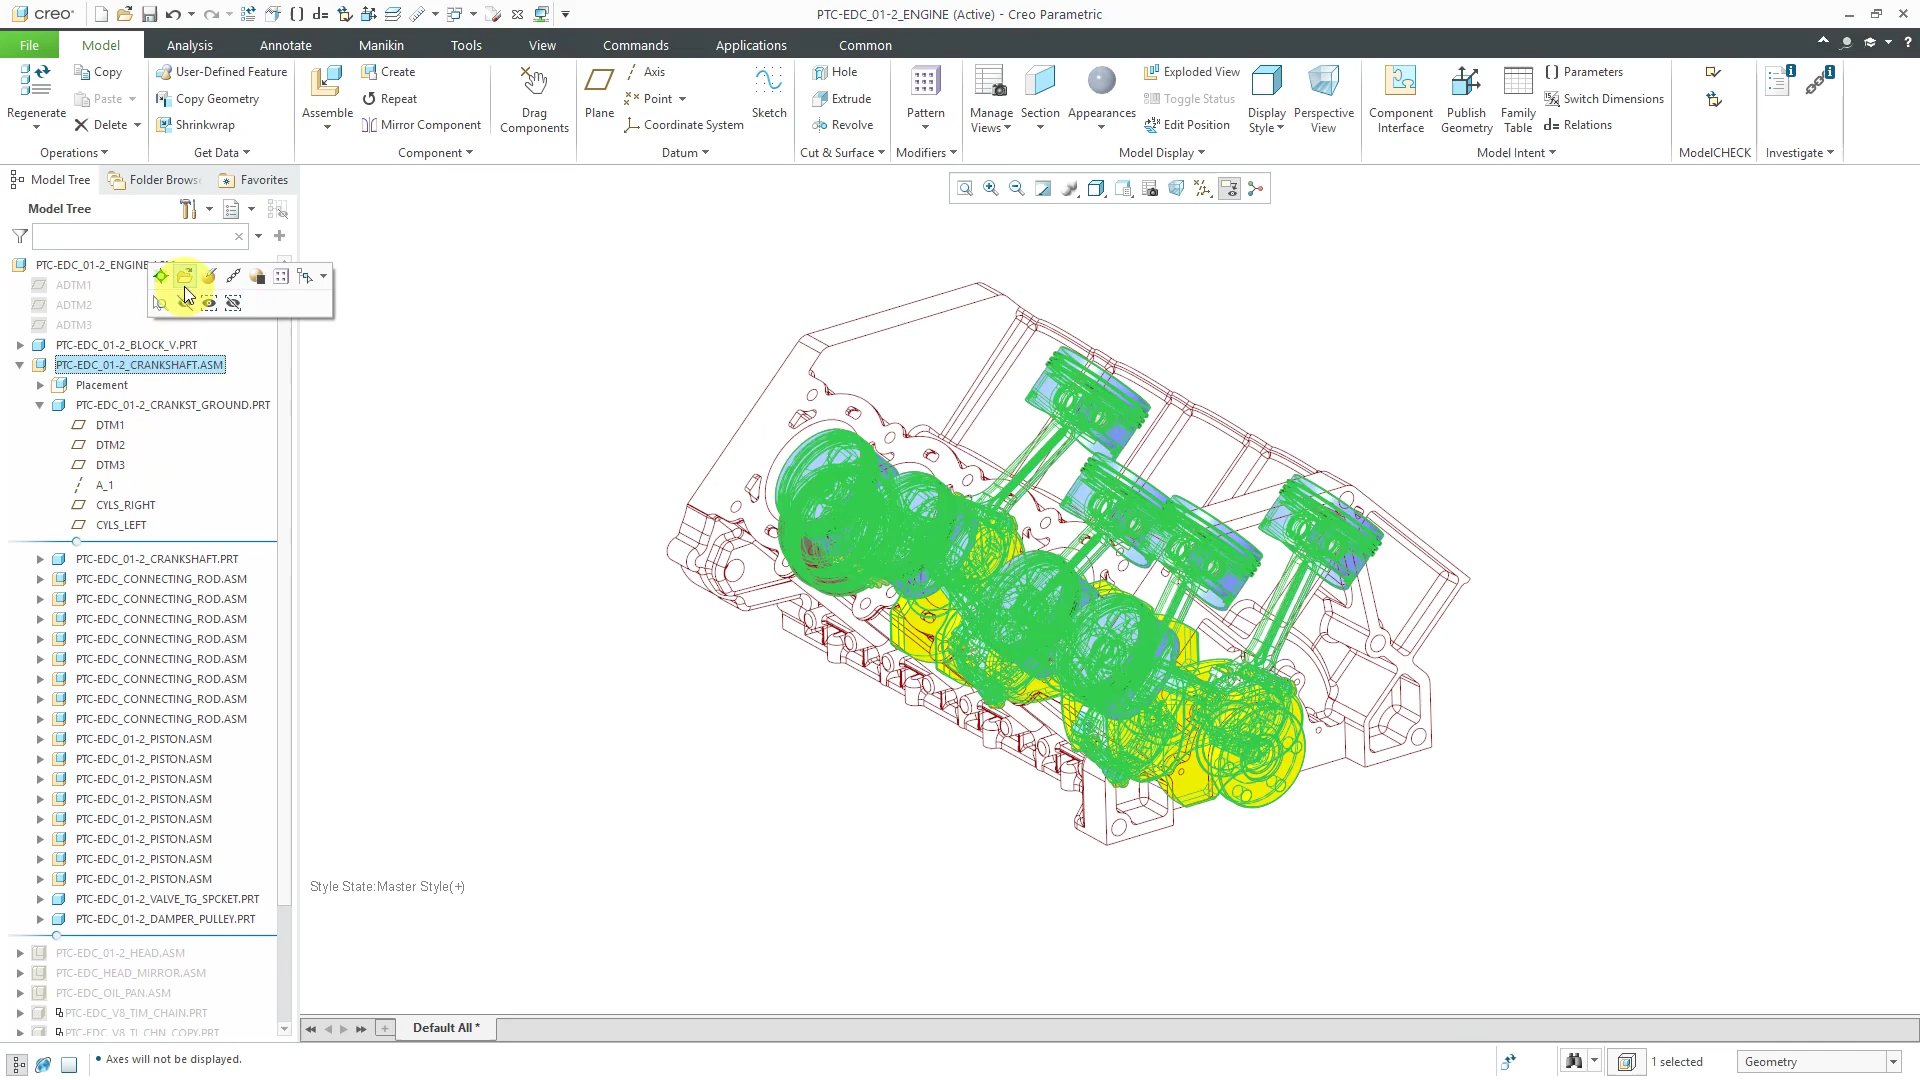 creo
PTC-EDC_01-2_ENGINE (Active) - Creo Parametric
File Model Analysis Annotate Manikin Tools View Commands Applications Common
Regenerate Copy Paste Delete
User-Defined Feature Copy Geometry Shrinkwrap
Assemble Create Repeat Mirror Component
Drag Components
Plane Axis Point Coordinate System Sketch
Hole Extrude Revolve
Pattern
Manage Views Section Appearances Exploded View Toggle Status Edit Position Display Style Perspective View
Component Interface Publish Geometry Family Table Parameters Switch Dimensions Relations
Operations Get Data Component Datum Cut & Surface Modifiers Model Display Model Intent ModelCHECK Investigate
Model Tree Folder Brows Favorites
Model Tree
PTC-EDC_01-2_ENGINE
ADTM1
ADTM2
ADTM3
PTC-EDC_01-2_BLOCK_V.PRT
PTC-EDC_01-2_CRANKSHAFT.ASM
Placement
PTC-EDC_01-2_CRANKST_GROUND.PRT
DTM1
DTM2
DTM3
A_1
CYLS_RIGHT
CYLS_LEFT
PTC-EDC_01-2_CRANKSHAFT.PRT
PTC-EDC_CONNECTING_ROD.ASM
PTC-EDC_CONNECTING_ROD.ASM
PTC-EDC_CONNECTING_ROD.ASM
PTC-EDC_CONNECTING_ROD.ASM
PTC-EDC_CONNECTING_ROD.ASM
PTC-EDC_CONNECTING_ROD.ASM
PTC-EDC_CONNECTING_ROD.ASM
PTC-EDC_CONNECTING_ROD.ASM
PTC-EDC_01-2_PISTON.ASM
PTC-EDC_01-2_PISTON.ASM
PTC-EDC_01-2_PISTON.ASM
PTC-EDC_01-2_PISTON.ASM
PTC-EDC_01-2_PISTON.ASM
PTC-EDC_01-2_PISTON.ASM
PTC-EDC_01-2_PISTON.ASM
PTC-EDC_01-2_PISTON.ASM
PTC-EDC_01-2_VALVE_TG_SPCKET.PRT
PTC-EDC_01-2_DAMPER_PULLEY.PRT
PTC-EDC_01-2_HEAD.ASM
PTC-EDC_HEAD_MIRROR.ASM
PTC-EDC_OIL_PAN.ASM
PTC-EDC_V8_TIM_CHAIN.PRT
PTC-EDC_V8_TI_CHN_COPY.PRT
Style State:Master Style(+)
Default All *
• Axes will not be displayed.
1 selected
Geometry